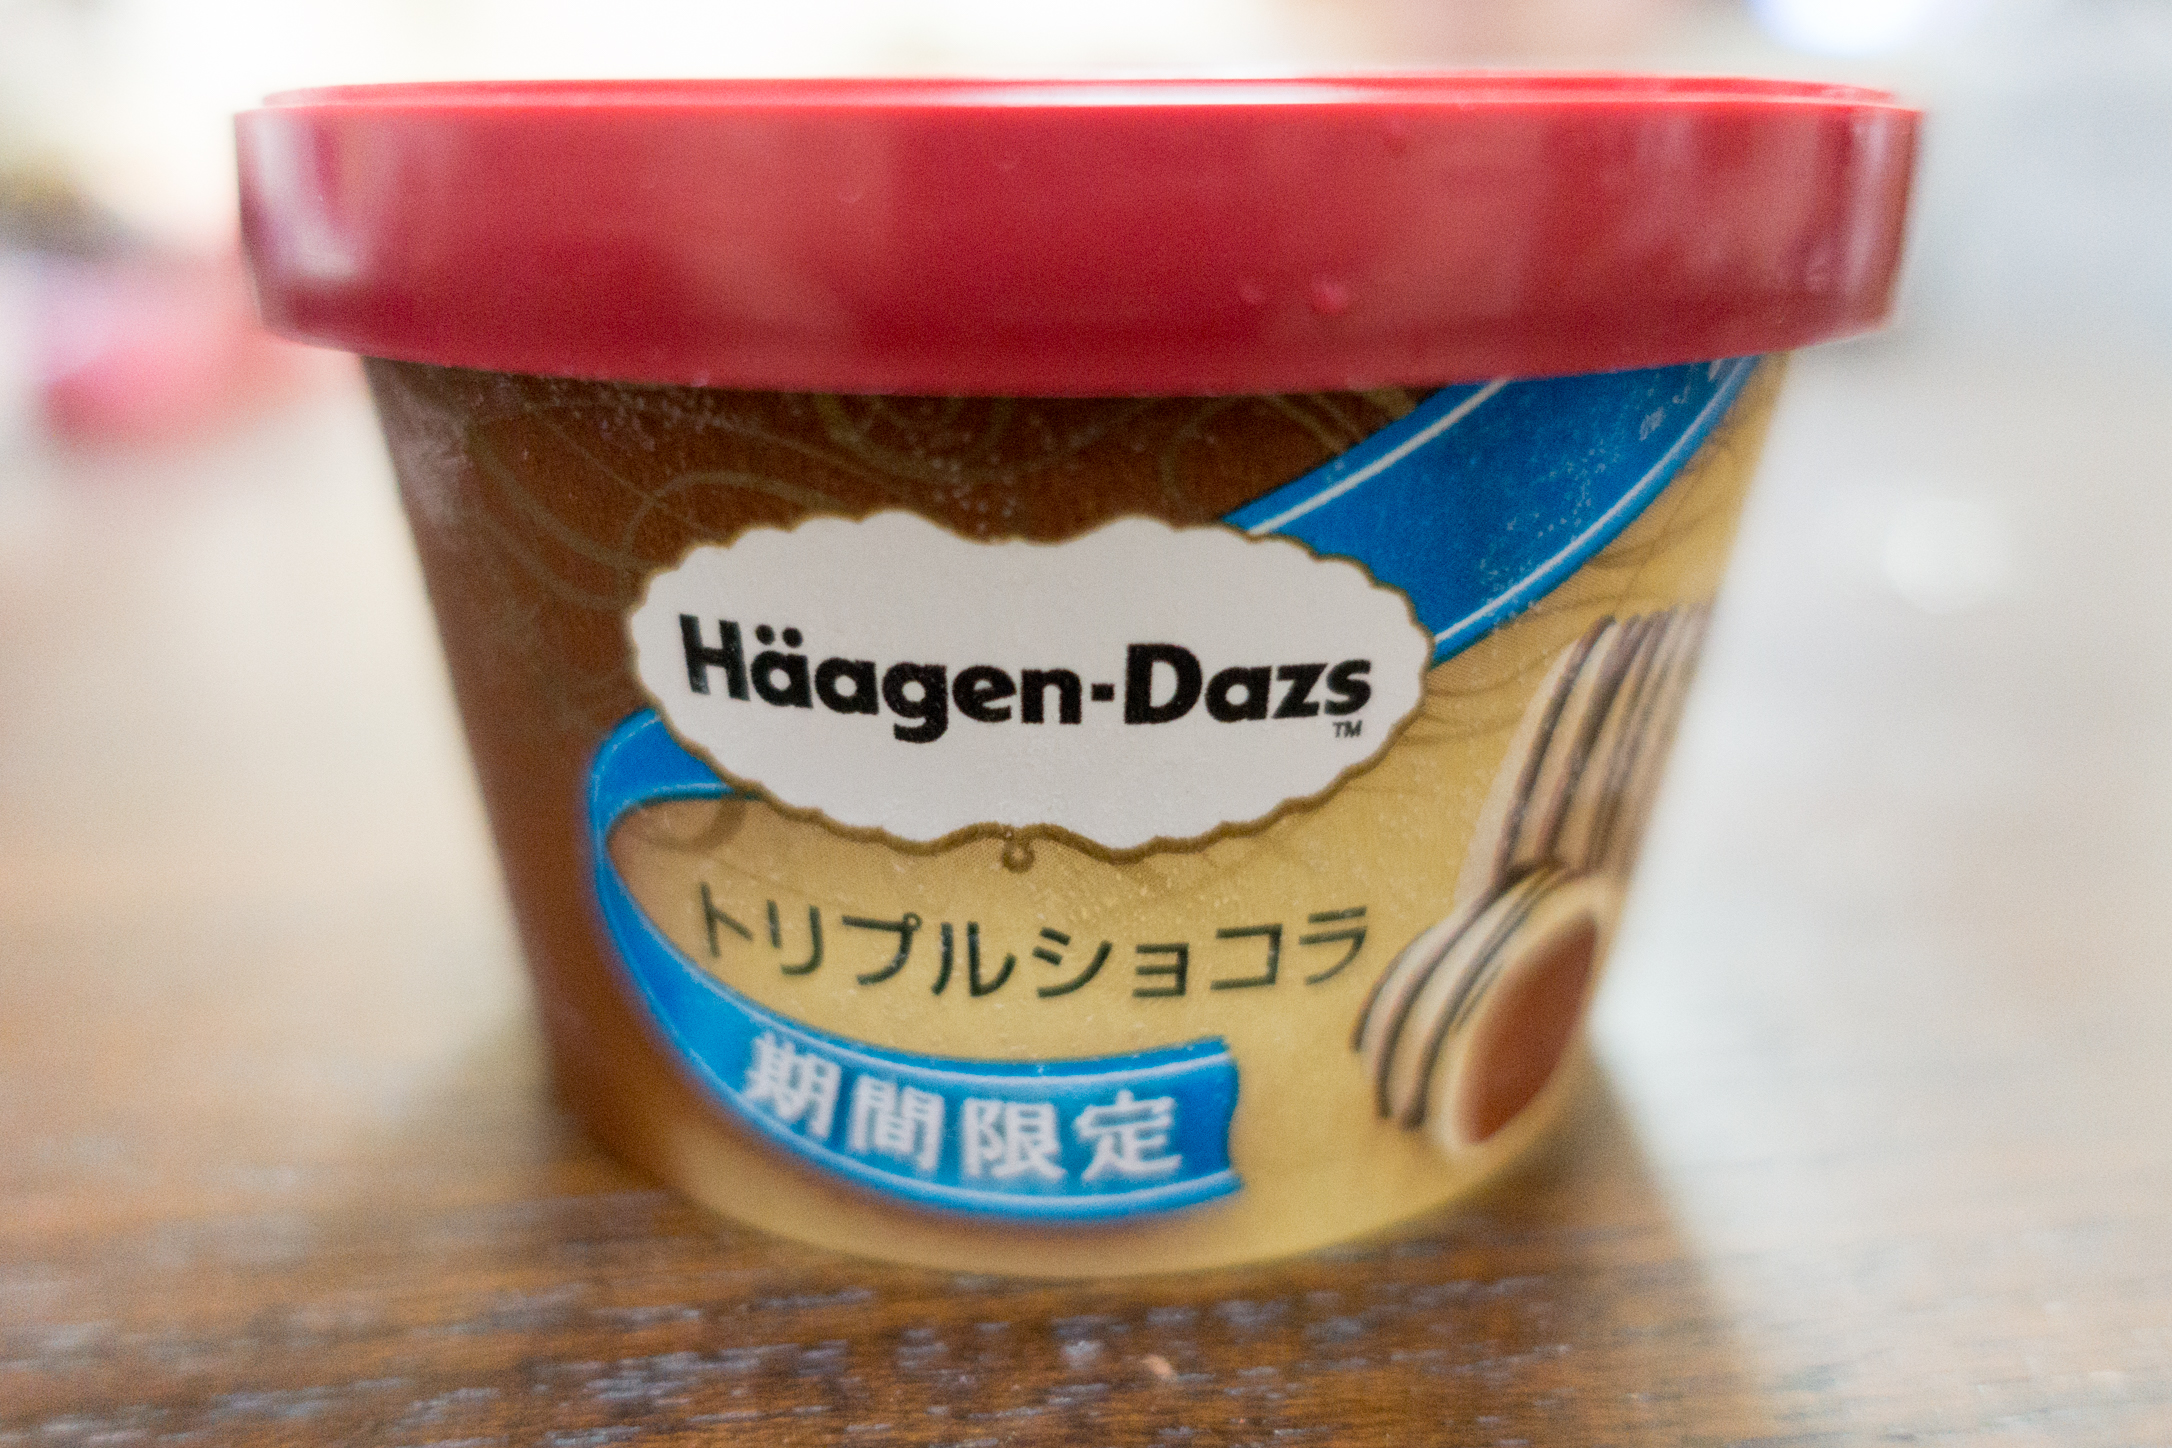 Häagen-Dazs
TM
トリプルショコラ
期間限定